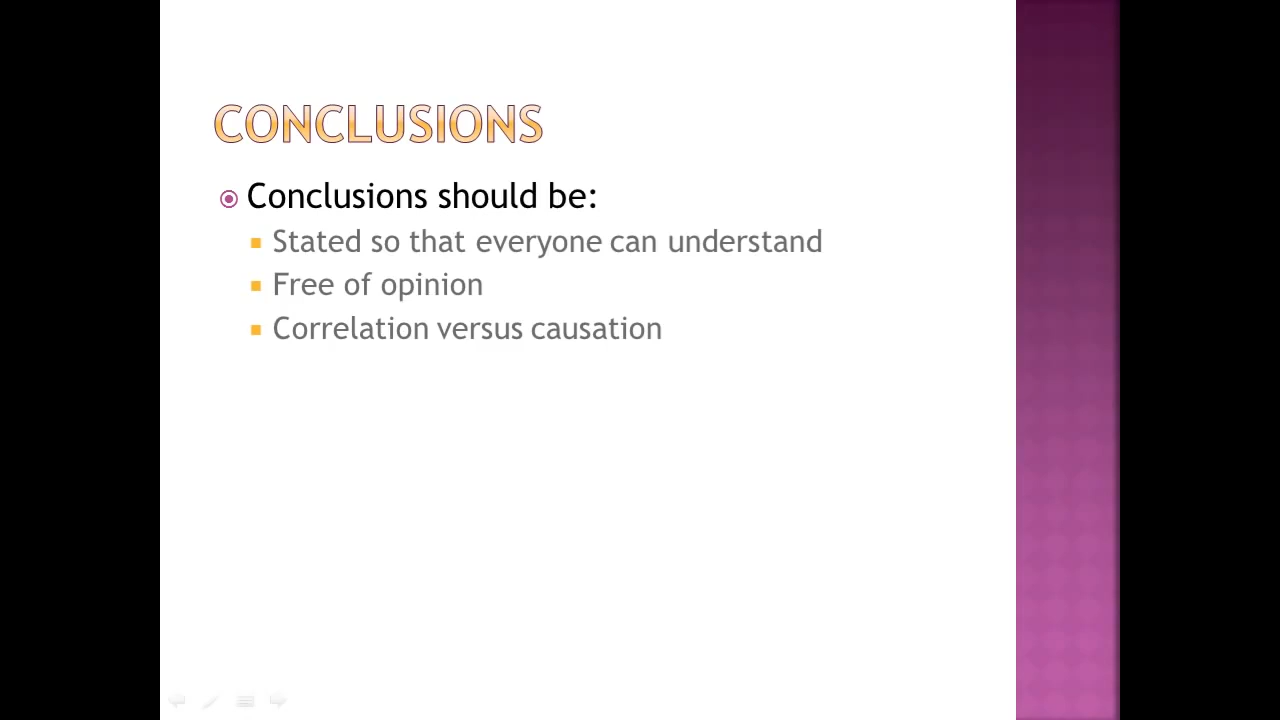 CONCLUSIONS
Conclusions should be:
Stated so that everyone can understand
Free of opinion
Correlation versus causation